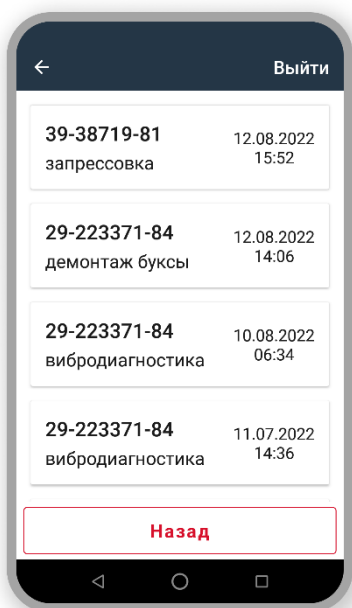 Выйти
39-38719-81
запрессовка
12.08.2022
15:52
29-223371-84
демонтаж буксы
12.08.2022
14:06
29-223371-84
вибродиагностика
10.08.2022
06:34
29-223371-84
вибродиагностика
11.07.2022
14:36
Назад